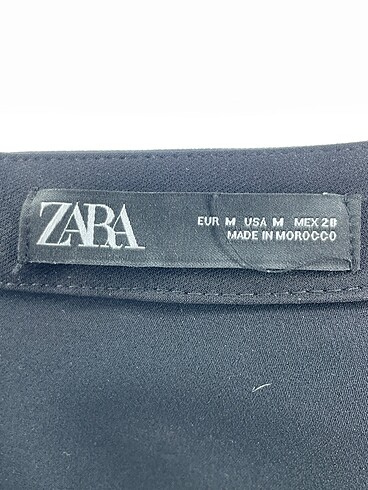 ZARA
EUR M USA M MEX 28
MADE IN MOROCCO